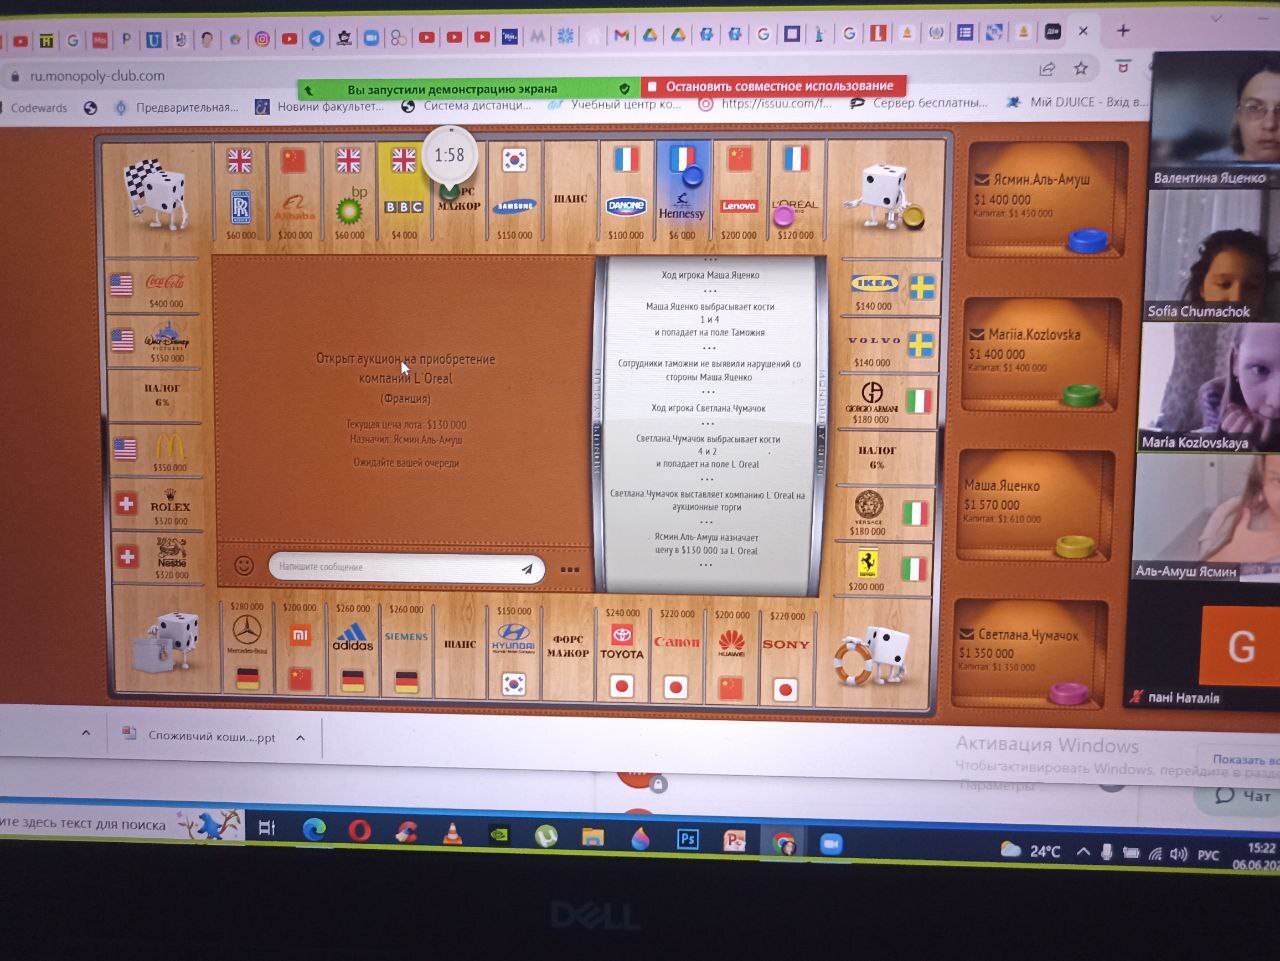 ru.monopoly-club.com
Вы запустили демонстрацию экрана
Остановить совместное использование
Codewards
Предварительная...
Новини факультет...
Система дистанци...
Учебный центр ко...
https://issuu.com/f...
Сервер бесплатны...
Мій DJUICE - Вхід в...
1:58
$60 000
Alibaba
$200 000
bp
$60 000
BBC
$4 000
МАЖОР
SAMSUNG
$150 000
ШАНС
DANONE
$100 000
Hennessy
$6 000
Lenovo
$200 000
L'ORÉAL
$120 000
Coca-Cola
$400 000
Walt Disney
PICTURES
$350 000
НАЛОГ
6%
$350 000
ROLEX
$320 000
Nestle
$320 000
IKEA
$140 000
VOLVO
$140 000
GIORGIO ARMANI
$180 000
НАЛОГ
6%
VERSACE
$180 000
$200 000
Открыт аукцион на приобретение
компании L`Oreal
(Франция)
Текущая цена лота: $130 000
Назначил: Ясмин.Аль-Амуш
Ожидайте вашей очереди
Напишите сообщение
Ход игрока Маша.Яценко
Маша.Яценко выбрасывает кости
1 и 4
и попадает на поле Таможня
Сотрудники таможни не выявили нарушений со
стороны Маша.Яценко
Ход игрока Светлана.Чумачок
Светлана.Чумачок выбрасывает кости
4 и 2
и попадает на поле L`Oreal
Светлана.Чумачок выставляет компанию L`Oreal на
аукционные торги
Ясмин.Аль-Амуш назначает
цену в $130 000 за L`Oreal
MONOPOLY CLUB
$280 000
Mercedes-Benz
$200 000
mi
$260 000
adidas
$260 000
SIEMENS
ШАНС
$150 000
HYUNDAI
ФОРС
МАЖОР
$240 000
TOYOTA
$220 000
Canon
$200 000
HUAWEI
$220 000
SONY
Ясмин.Аль-Амуш
$1 400 000
Капитал: $1 450 000
Mariia.Kozlovska
$1 400 000
Капитал: $1 400 000
Маша.Яценко
$1 570 000
Капитал: $1 610 000
Светлана.Чумачок
$1 350 000
Капитал: $1 350 000
Валентина Яценко
Sofia Chumachok
Maria Kozlovskaya
Аль-Амуш Ясмин
G
пані Наталія
Споживчий коши....ppt
Активация Windows
Чтобы активировать Windows, перейдите в разде
Параметры
Показать вс
Чат
ите здесь текст для поиска
Ps
24°C
РУС
15:22
06.06.202
DELL